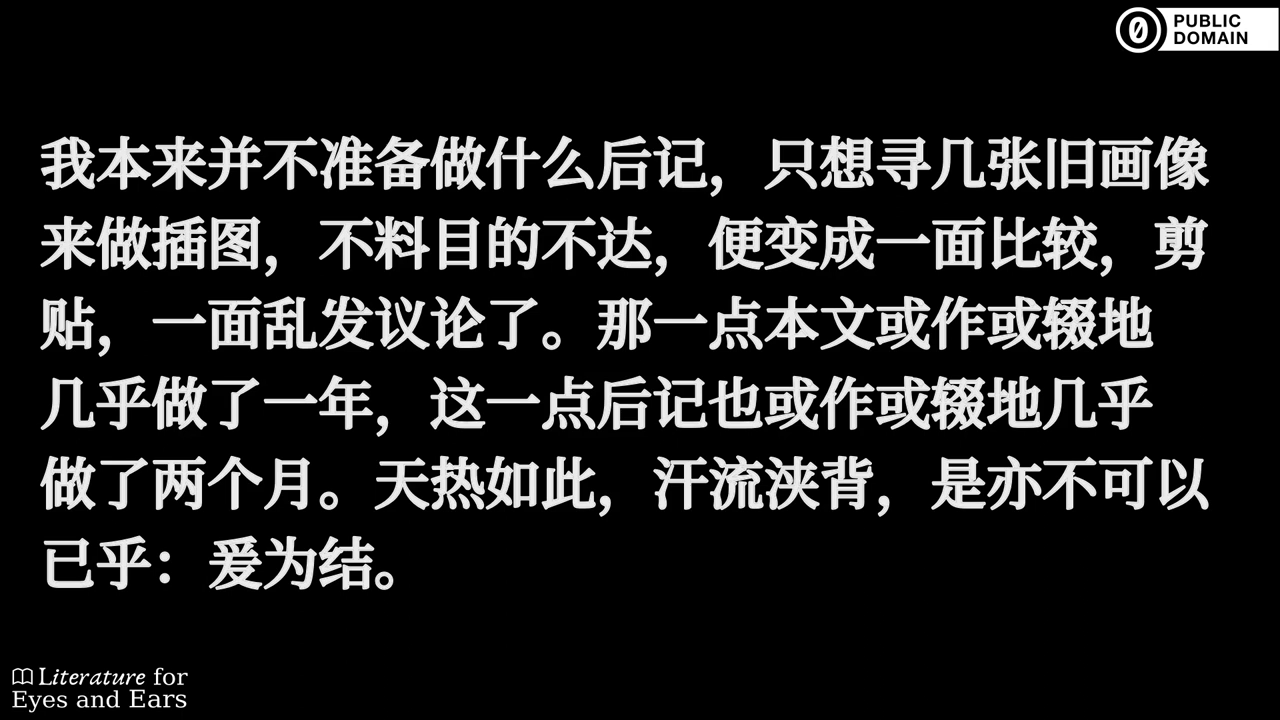 PUBLIC
DOMAIN
我本来并不准备做什么后记，只想寻几张旧画像
来做插图，不料目的不达，便变成一面比较，剪
贴，一面乱发议论了。那一点本文或作或辍地
几乎做了一年，这一点后记也或作或辍地几乎
做了两个月。天热如此，汗流浃背，是亦不可以
已乎：爰为结。
Literature for
Eyes and Ears